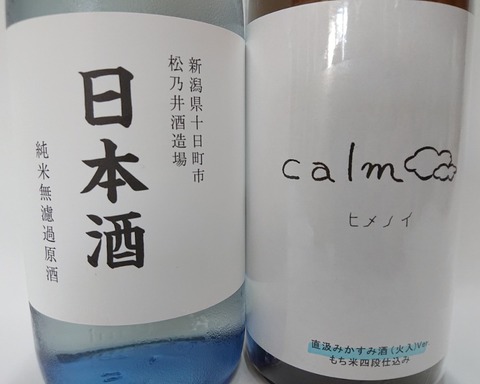 新潟県十日町市
松乃井酒造場
日本酒
純米無濾過原酒
calm
ヒメノイ
直汲みかすみ酒(火入)Ver
もち米四段仕込み